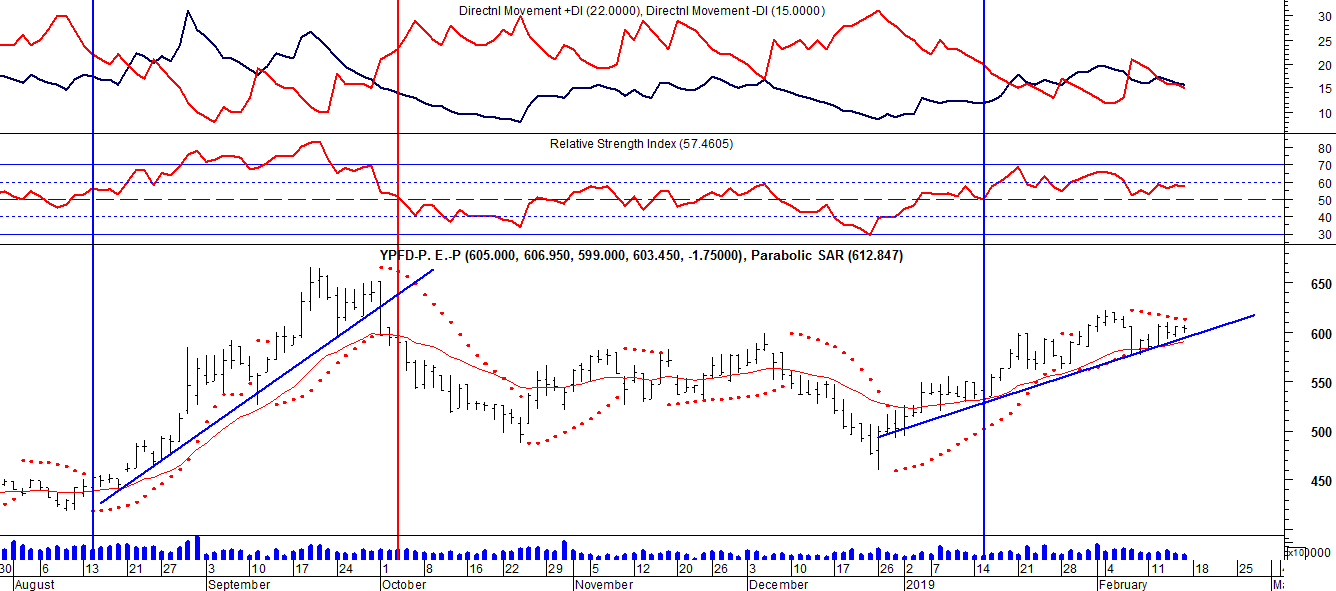 Directnl Movement +DI (22.0000), Directnl Movement -DI (15.0000)
30
25
20
15
10
Relative Strength Index (57.4605)
80
70
60
50
40
30
YPFD-P. E.-P (605.000, 606.950, 599.000, 603.450, -1.75000), Parabolic SAR (612.847)
650
600
550
500
450
x10 0000
30 6 13 21 27 3 10 17 24 1 8 16 22 29 5 12 20 26 3 10 17 26 2 7 14 21 28 4 11 18 25
August September October November December 2019 February